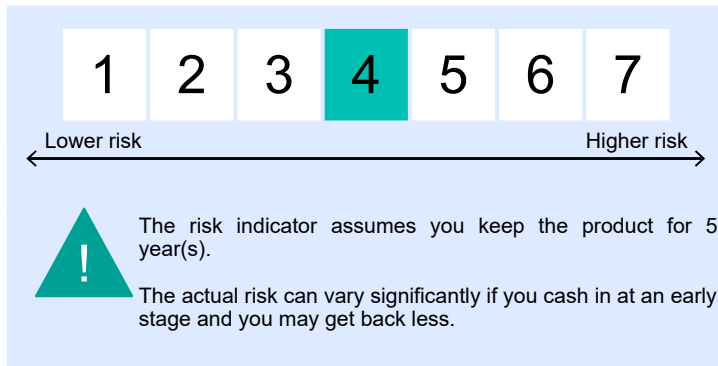 1 2 3 4 5 6 7
Lower risk Higher risk
!
The risk indicator assumes you keep the product for 5
year(s).
The actual risk can vary significantly if you cash in at an early
stage and you may get back less.